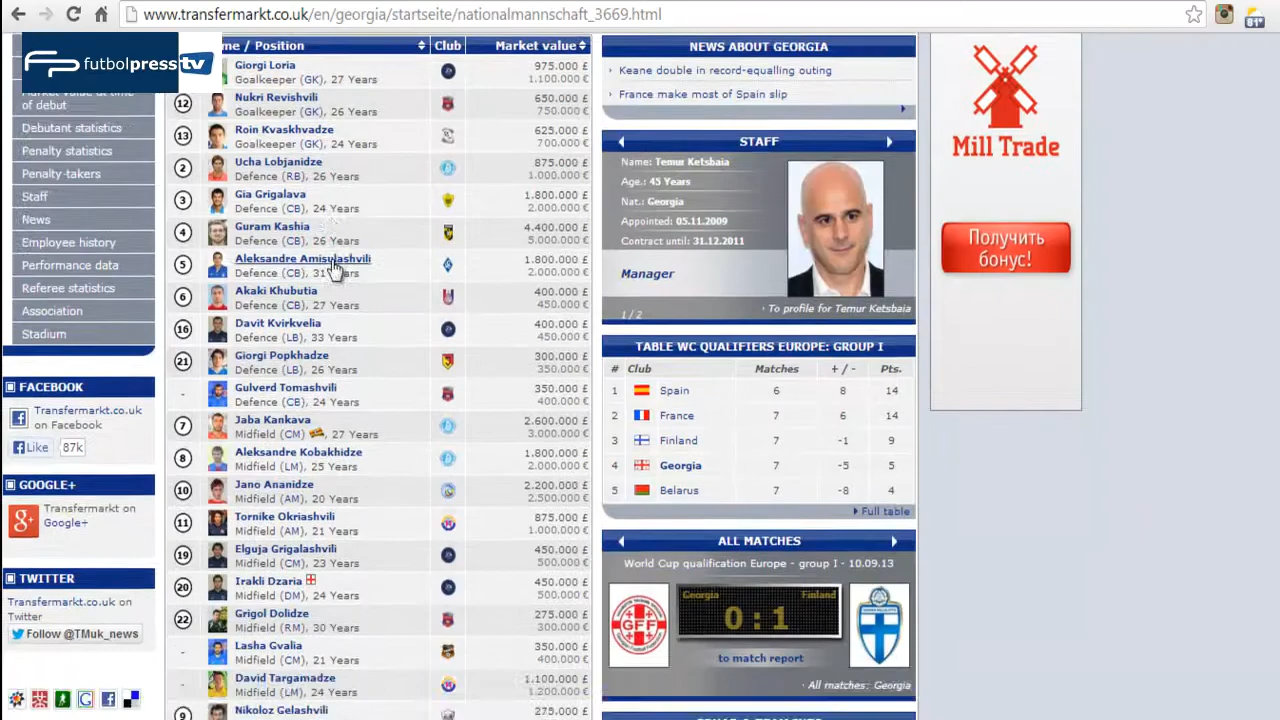 www.transfermarkt.co.uk/en/georgia/startseite/nationalmannschaft_3669.html
81°
futbolpress tv
me / Position Club Market value
of debut
Debutant statistics
Penalty statistics
Penalty-takers
Staff
News
Employee history
Performance data
Referee statistics
Association
Stadium
FACEBOOK
Transfermarkt.co.uk
on Facebook
Like 87k
GOOGLE+
Transfermarkt on
Google+
TWITTER
Transfermarkt.co.uk on
Twitter
Follow @TMuk_news
Giorgi Loria 975.000 £
Goalkeeper (GK), 27 Years 1.100.000 €
12 Nukri Revishvili 650.000 £
Goalkeeper (GK), 26 Years 750.000 €
13 Roin Kvaskhvadze 625.000 £
Goalkeeper (GK), 24 Years 700.000 €
2 Ucha Lobjanidze 875.000 £
Defence (RB), 26 Years 1.000.000 €
3 Gia Grigalava 1.800.000 £
Defence (CB), 24 Years 2.000.000 €
4 Guram Kashia 4.400.000 £
Defence (CB), 26 Years 5.000.000 €
5 Aleksandre Amisulashvili 1.800.000 £
Defence (CB), 31 Years 2.000.000 €
6 Akaki Khubutia 400.000 £
Defence (CB), 27 Years 450.000 €
16 Davit Kvirkvelia 400.000 £
Defence (LB), 33 Years 450.000 €
21 Giorgi Popkhadze 300.000 £
Defence (LB), 26 Years 350.000 €
- Gulverd Tomashvili 350.000 £
Defence (CB), 24 Years 400.000 €
7 Jaba Kankava 2.600.000 £
Midfield (CM) , 27 Years 3.000.000 €
8 Aleksandre Kobakhidze 1.800.000 £
Midfield (LM), 25 Years 2.000.000 €
10 Jano Ananidze 2.200.000 £
Midfield (AM), 20 Years 2.500.000 €
11 Tornike Okriashvili 875.000 £
Midfield (AM), 21 Years 1.000.000 €
19 Elguja Grigalashvili 450.000 £
Midfield (CM), 23 Years 500.000 €
20 Irakli Dzaria 450.000 £
Midfield (DM), 24 Years 500.000 €
22 Grigol Dolidze 275.000 £
Midfield (RM), 30 Years 300.000 €
- Lasha Gvalia 350.000 £
Midfield (CM), 21 Years 400.000 €
- David Targamadze 1.100.000 £
Midfield (LM), 24 Years 1.200.000 €
9 Nikoloz Gelashvili 275.000 £
NEWS ABOUT GEORGIA
Keane double in record-equalling outing
France make most of Spain slip
STAFF
Name: Temur Ketsbaia
Age.: 45 Years
Nat.: Georgia
Appointed: 05.11.2009
Contract until: 31.12.2011
Manager
1 / 2 · To profile for Temur Ketsbaia
TABLE WC QUALIFIERS EUROPE: GROUP I
# Club Matches + / - Pts.
1 Spain 6 8 14
2 France 7 6 14
3 Finland 7 -1 9
4 Georgia 7 -5 5
5 Belarus 7 -8 4
Full table
ALL MATCHES
World Cup qualification Europe - group I - 10.09.13
Georgia Finland
0 : 1
GFF
to match report
· All matches: Georgia
Mill Trade
Получить
бонус!